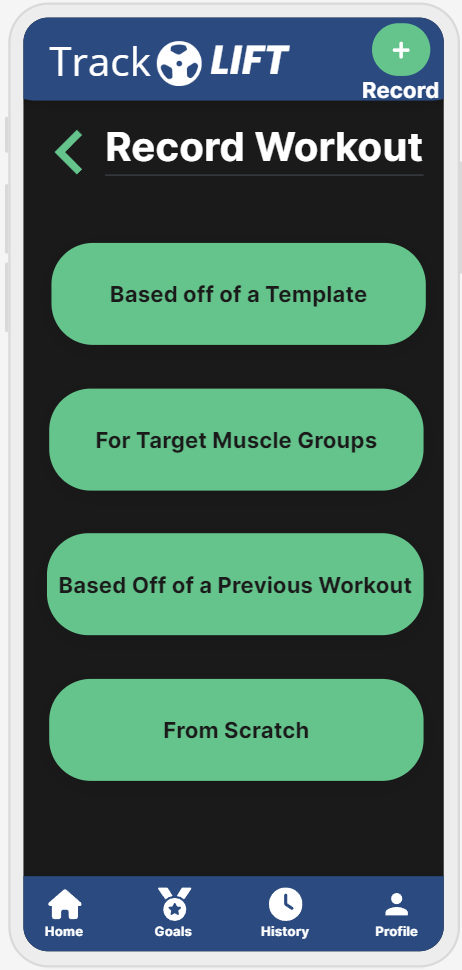 Track LIFT
Record
Record Workout
Based off of a Template
For Target Muscle Groups
Based Off of a Previous Workout
From Scratch
Home Goals History Profile